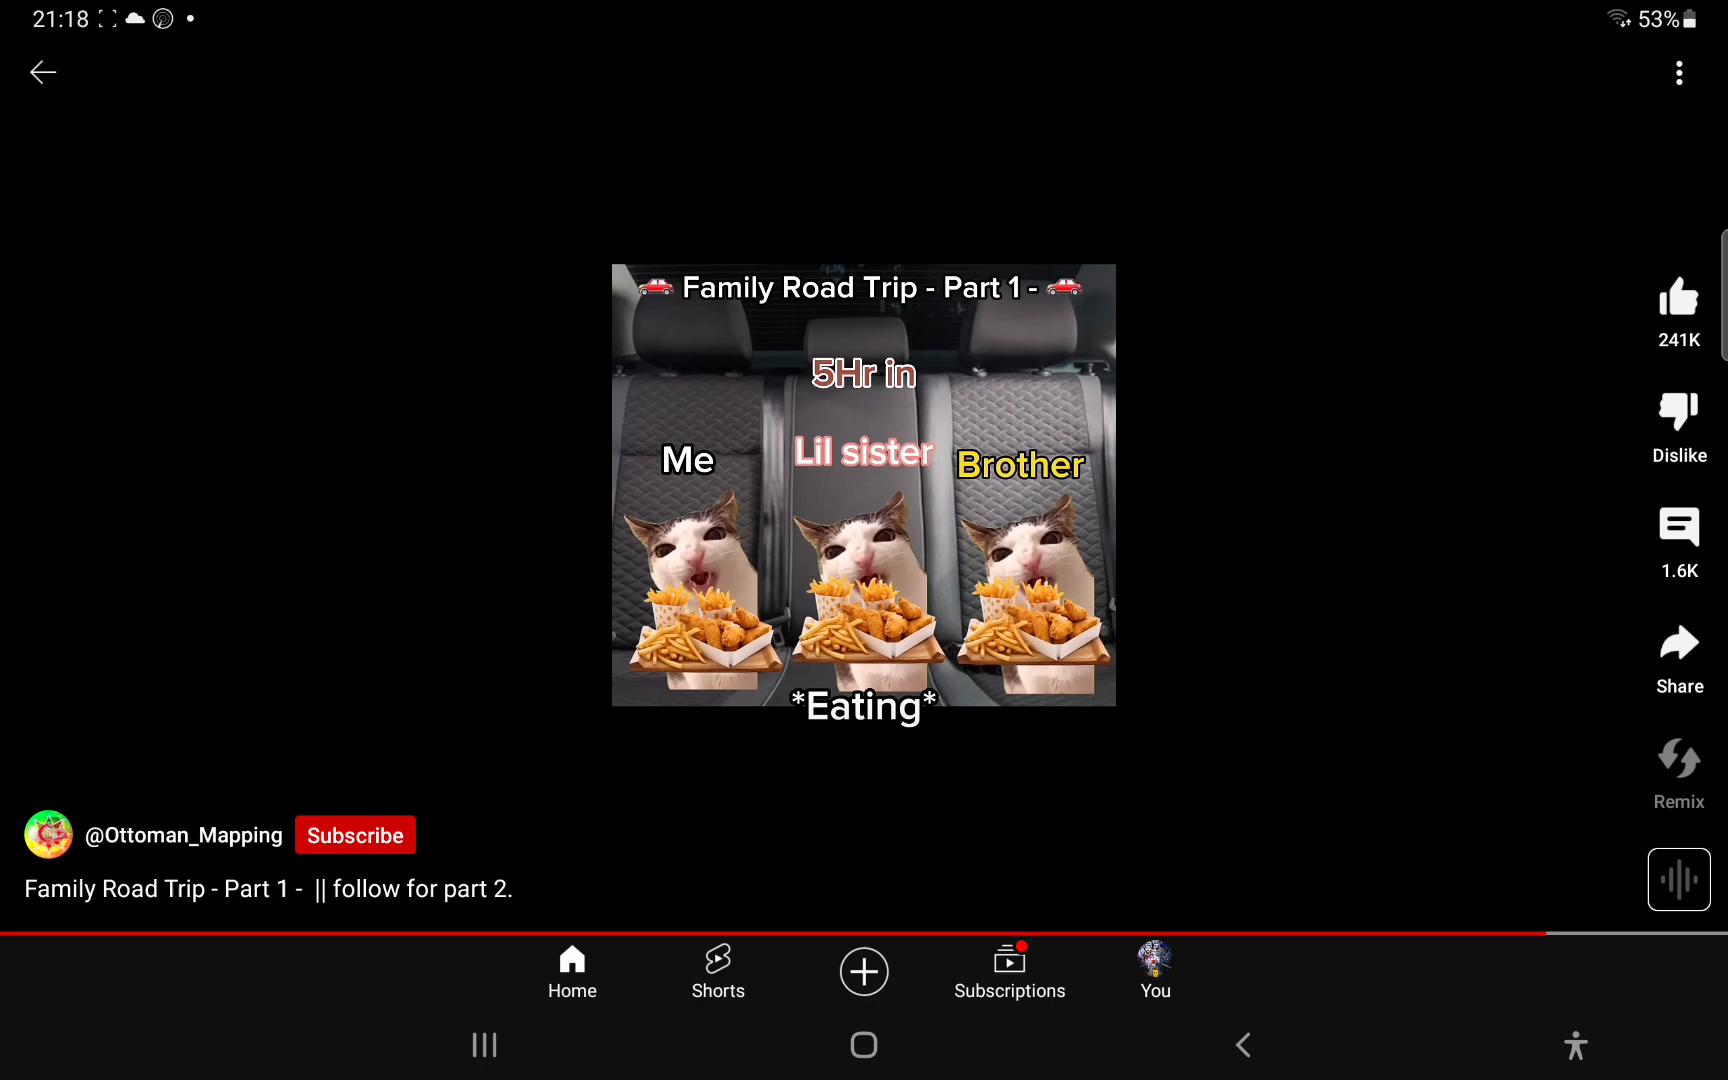 21:18
53%
🚗 Family Road Trip - Part 1 - 🚗
5Hr in
Me
Lil sister
Brother
*Eating*
241K
Dislike
1.6K
Share
Remix
@Ottoman_Mapping
Subscribe
Family Road Trip - Part 1 - || follow for part 2.
Home
Shorts
Subscriptions
You